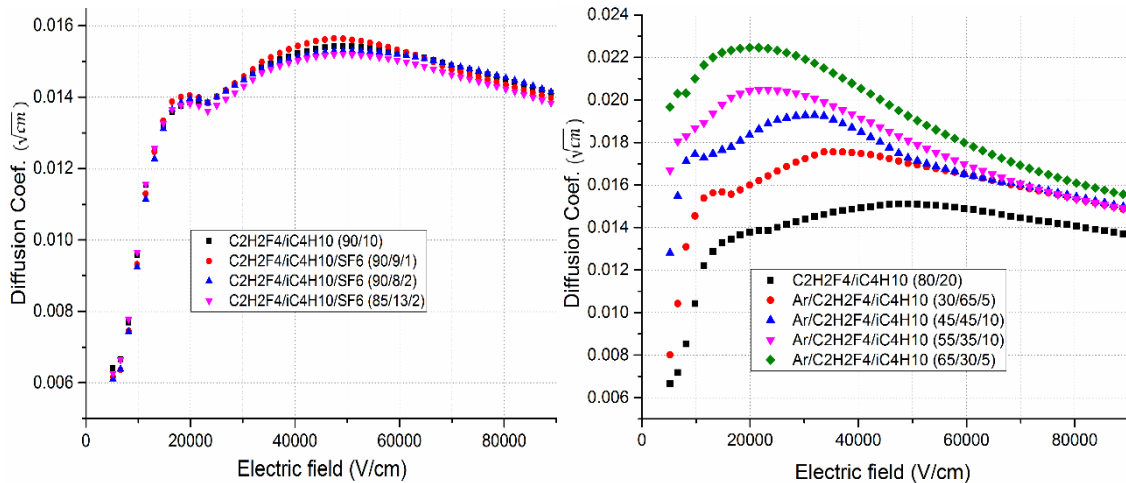 0.016
0.014
0.012
0.010
0.008
0.006
Diffusion Coef. (√cm)
C2H2F4/iC4H10 (90/10)
C2H2F4/iC4H10/SF6 (90/9/1)
C2H2F4/iC4H10/SF6 (90/8/2)
C2H2F4/iC4H10/SF6 (85/13/2)
0 20000 40000 60000 80000
Electric field (V/cm)
0.022
0.020
0.018
0.016
0.014
0.012
0.010
0.008
0.006
Diffusion Coef. (√cm)
C2H2F4/iC4H10 (80/20)
Ar/C2H2F4/iC4H10 (30/65/5)
Ar/C2H2F4/iC4H10 (45/45/10)
Ar/C2H2F4/iC4H10 (55/35/10)
Ar/C2H2F4/iC4H10 (65/30/5)
0 20000 40000 60000 80000
Electric field (V/cm)